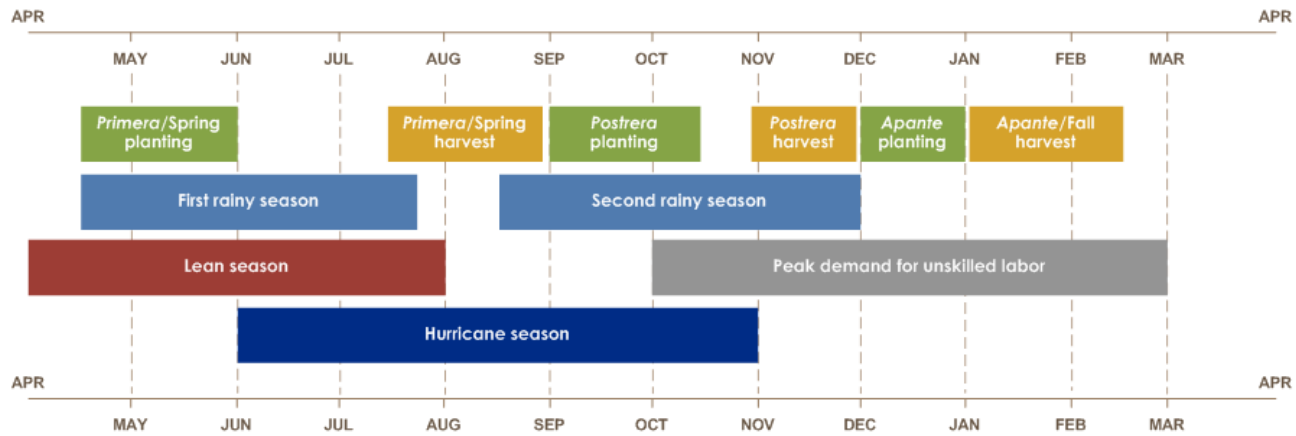 APR APR
MAY JUN JUL AUG SEP OCT NOV DEC JAN FEB MAR
Primera/Spring planting
Primera/Spring harvest
Postrera planting
Postrera harvest
Apante planting
Apante/Fall harvest
First rainy season
Second rainy season
Lean season
Peak demand for unskilled labor
Hurricane season
APR APR
MAY JUN JUL AUG SEP OCT NOV DEC JAN FEB MAR